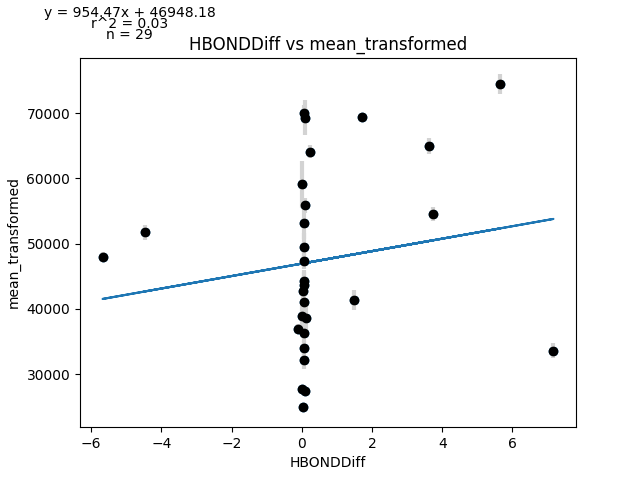 y = 954.47x + 46948.18
r^2 = 0.03
n = 29
HBONDDiff vs mean_transformed
mean_transformed
70000
60000
50000
40000
30000
−6
−4
−2
0
2
4
6
HBONDDiff